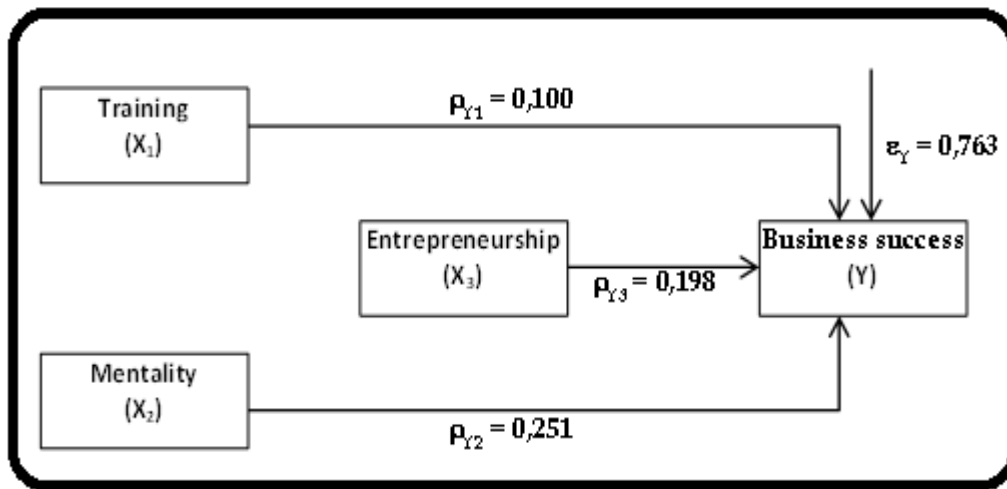 Training
(X₁)
ρY1 = 0,100
εY = 0,763
Entrepreneurship
(X₃)
ρY3 = 0,198
Business success
(Y)
Mentality
(X₂)
ρY2 = 0,251